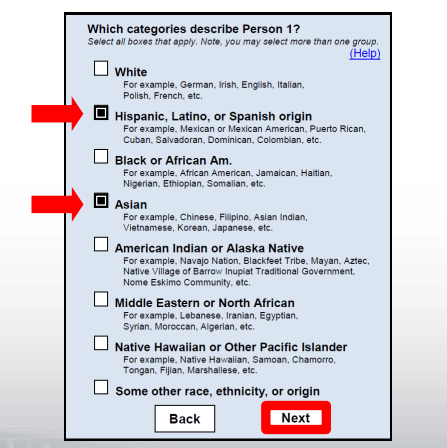 Which categories describe Person 1?
Select all boxes that apply. Note, you may select more than one group.
(Help)
White
For example, German, Irish, English, Italian,
Polish, French, etc.
Hispanic, Latino, or Spanish origin
For example, Mexican or Mexican American, Puerto Rican,
Cuban, Salvadoran, Dominican, Colombian, etc.
Black or African Am.
For example, African American, Jamaican, Haitian,
Nigerian, Ethiopian, Somalian, etc.
Asian
For example, Chinese, Filipino, Asian Indian,
Vietnamese, Korean, Japanese, etc.
American Indian or Alaska Native
For example, Navajo Nation, Blackfeet Tribe, Mayan, Aztec,
Native Village of Barrow Inupiat Traditional Government,
Nome Eskimo Community, etc.
Middle Eastern or North African
For example, Lebanese, Iranian, Egyptian,
Syrian, Moroccan, Algerian, etc.
Native Hawaiian or Other Pacific Islander
For example, Native Hawaiian, Samoan, Chamorro,
Tongan, Fijian, Marshallese, etc.
Some other race, ethnicity, or origin
Back Next